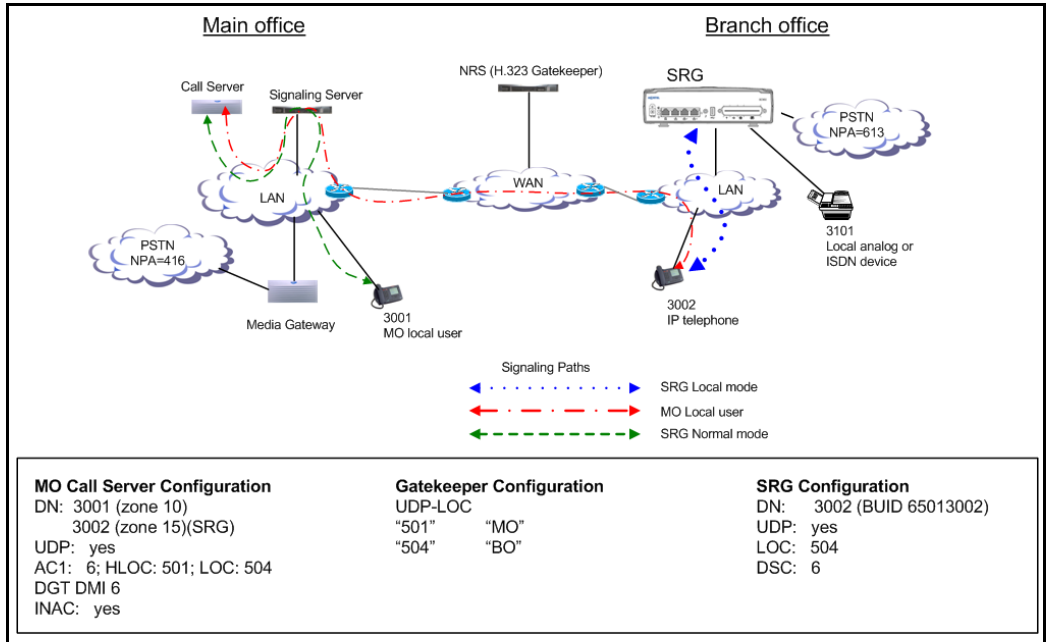 Main office
Branch office
NRS (H.323 Gatekeeper)
SRG
Call Server
Signaling Server
PSTN
NPA=613
LAN
WAN
LAN
PSTN
NPA=416
3101
Local analog or
ISDN device
Media Gateway
3001
MO local user
3002
IP telephone
Signaling Paths
SRG Local mode
MO Local user
SRG Normal mode
MO Call Server Configuration
DN: 3001 (zone 10)
3002 (zone 15)(SRG)
UDP: yes
AC1: 6; HLOC: 501; LOC: 504
DGT DMI 6
INAC: yes
Gatekeeper Configuration
UDP-LOC
“501” “MO”
“504” “BO”
SRG Configuration
DN: 3002 (BUID 65013002)
UDP: yes
LOC: 504
DSC: 6